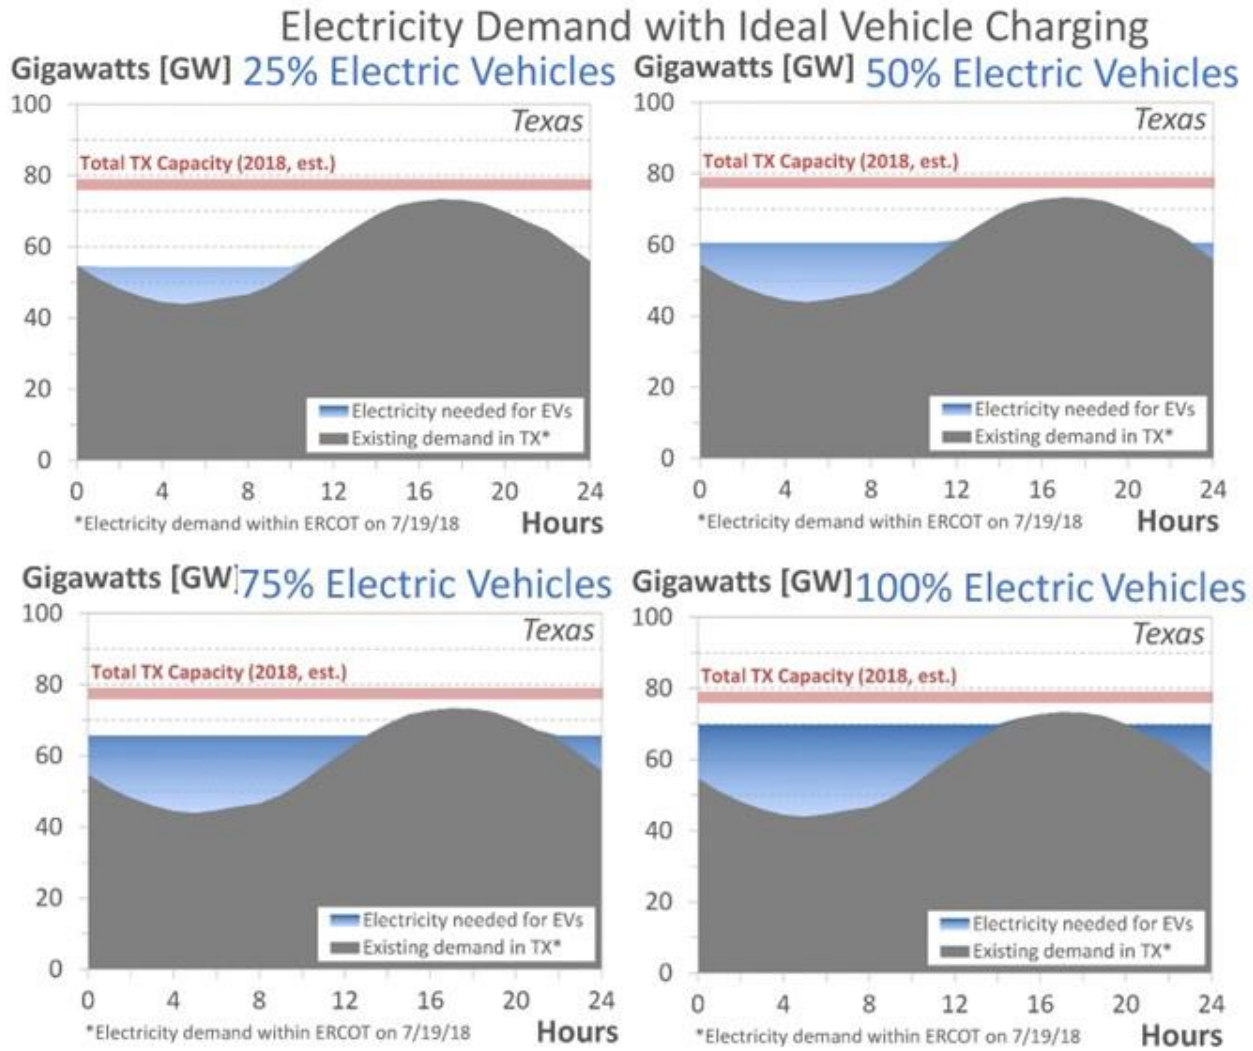 Electricity Demand with Ideal Vehicle Charging
Gigawatts [GW] 25% Electric Vehicles
100
Texas
Total TX Capacity (2018, est.)
80
60
40
20
Electricity needed for EVs
Existing demand in TX*
0
0 4 8 12 16 20 24
*Electricity demand within ERCOT on 7/19/18 Hours
Gigawatts [GW] 50% Electric Vehicles
100
Texas
Total TX Capacity (2018, est.)
80
60
40
20
Electricity needed for EVs
Existing demand in TX*
0
0 4 8 12 16 20 24
*Electricity demand within ERCOT on 7/19/18 Hours
Gigawatts [GW] 75% Electric Vehicles
100
Texas
Total TX Capacity (2018, est.)
80
60
40
20
Electricity needed for EVs
Existing demand in TX*
0
0 4 8 12 16 20 24
*Electricity demand within ERCOT on 7/19/18 Hours
Gigawatts [GW] 100% Electric Vehicles
100
Texas
Total TX Capacity (2018, est.)
80
60
40
20
Electricity needed for EVs
Existing demand in TX*
0
0 4 8 12 16 20 24
*Electricity demand within ERCOT on 7/19/18 Hours